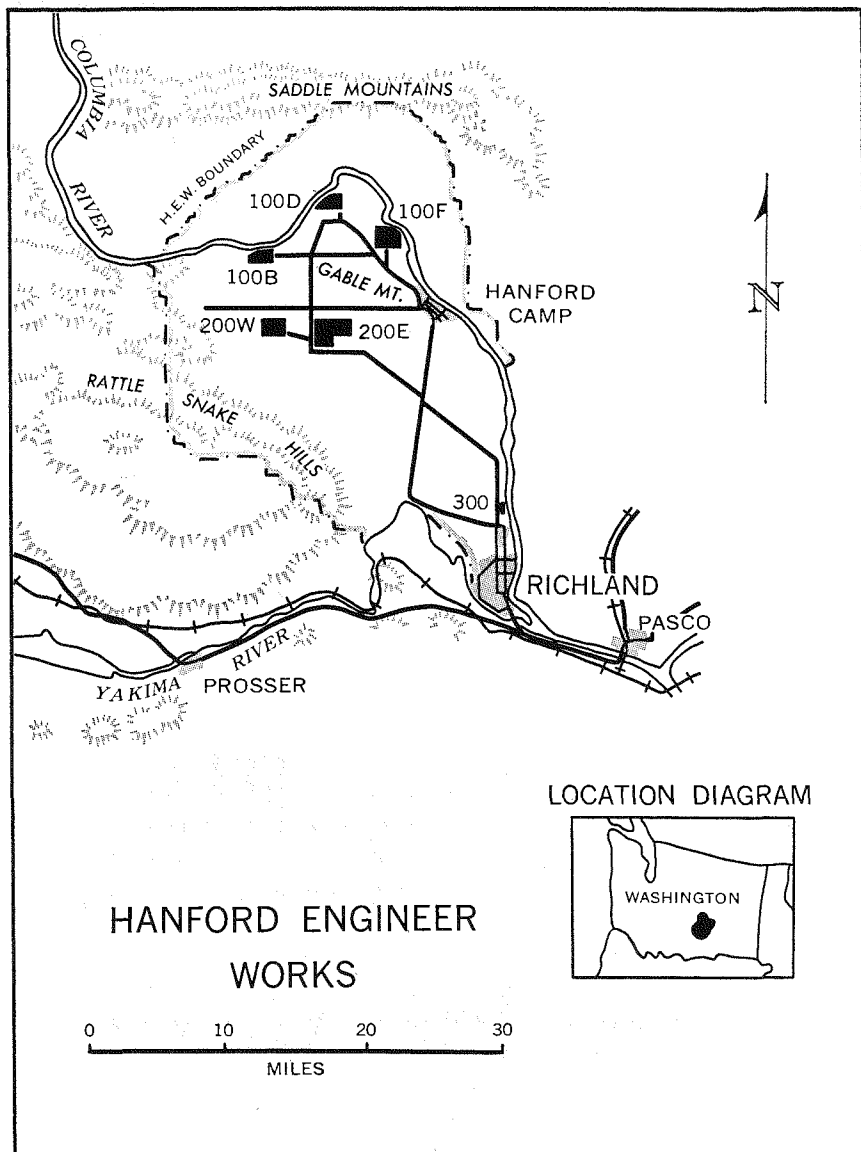 COLUMBIA
RIVER
SADDLE MOUNTAINS
H.E.W. BOUNDARY
100D
100F
100B
GABLE MT.
HANFORD
CAMP
N
200W
200E
RATTLE
SNAKE
HILLS
300
RICHLAND
PASCO
YAKIMA
RIVER
PROSSER
LOCATION DIAGRAM
WASHINGTON
HANFORD ENGINEER
WORKS
0 10 20 30
MILES